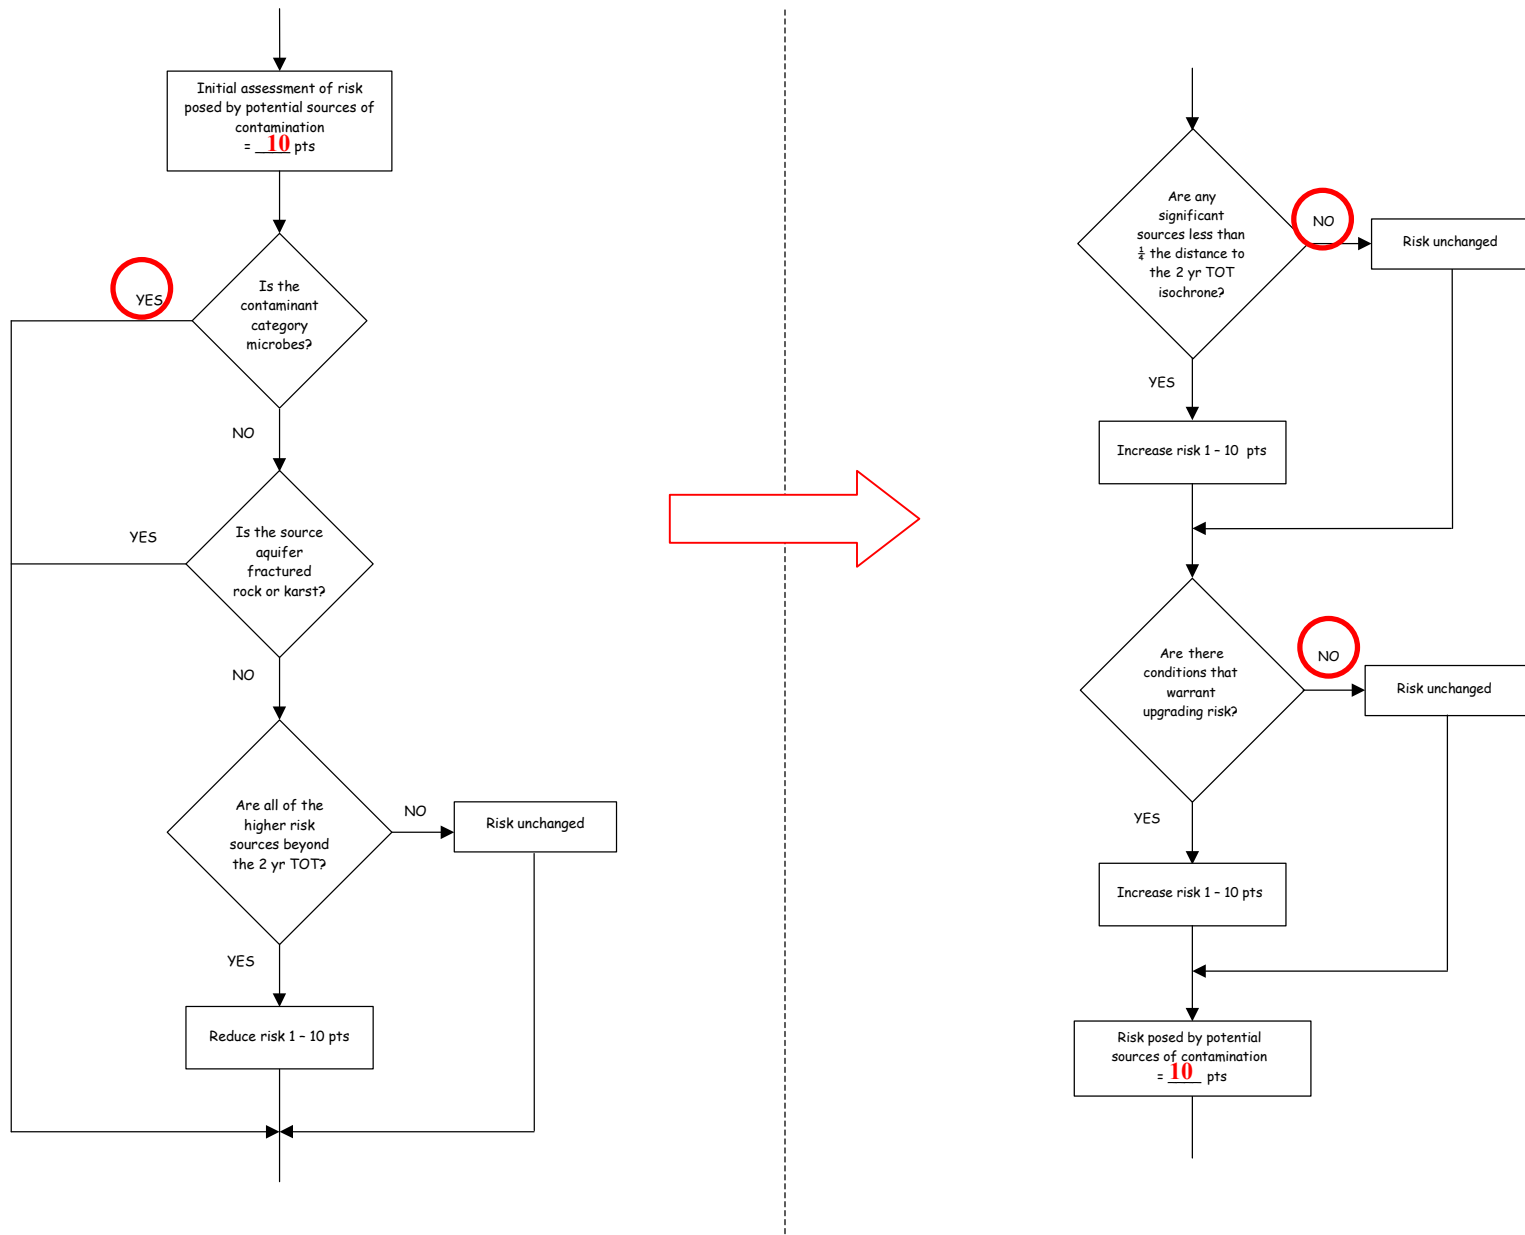 Initial assessment of risk
posed by potential sources of
contamination
= 10 pts
YES
Is the
contaminant
category
microbes?
NO
YES
Is the source
aquifer
fractured
rock or karst?
NO
Are all of the
higher risk
sources beyond
the 2 yr TOT?
NO
Risk unchanged
YES
Reduce risk 1 – 10 pts
Are any
significant
sources less than
¼ the distance to
the 2 yr TOT
isochrone?
NO
Risk unchanged
YES
Increase risk 1 – 10 pts
Are there
conditions that
warrant
upgrading risk?
NO
Risk unchanged
YES
Increase risk 1 – 10 pts
Risk posed by potential
sources of contamination
= 10 pts